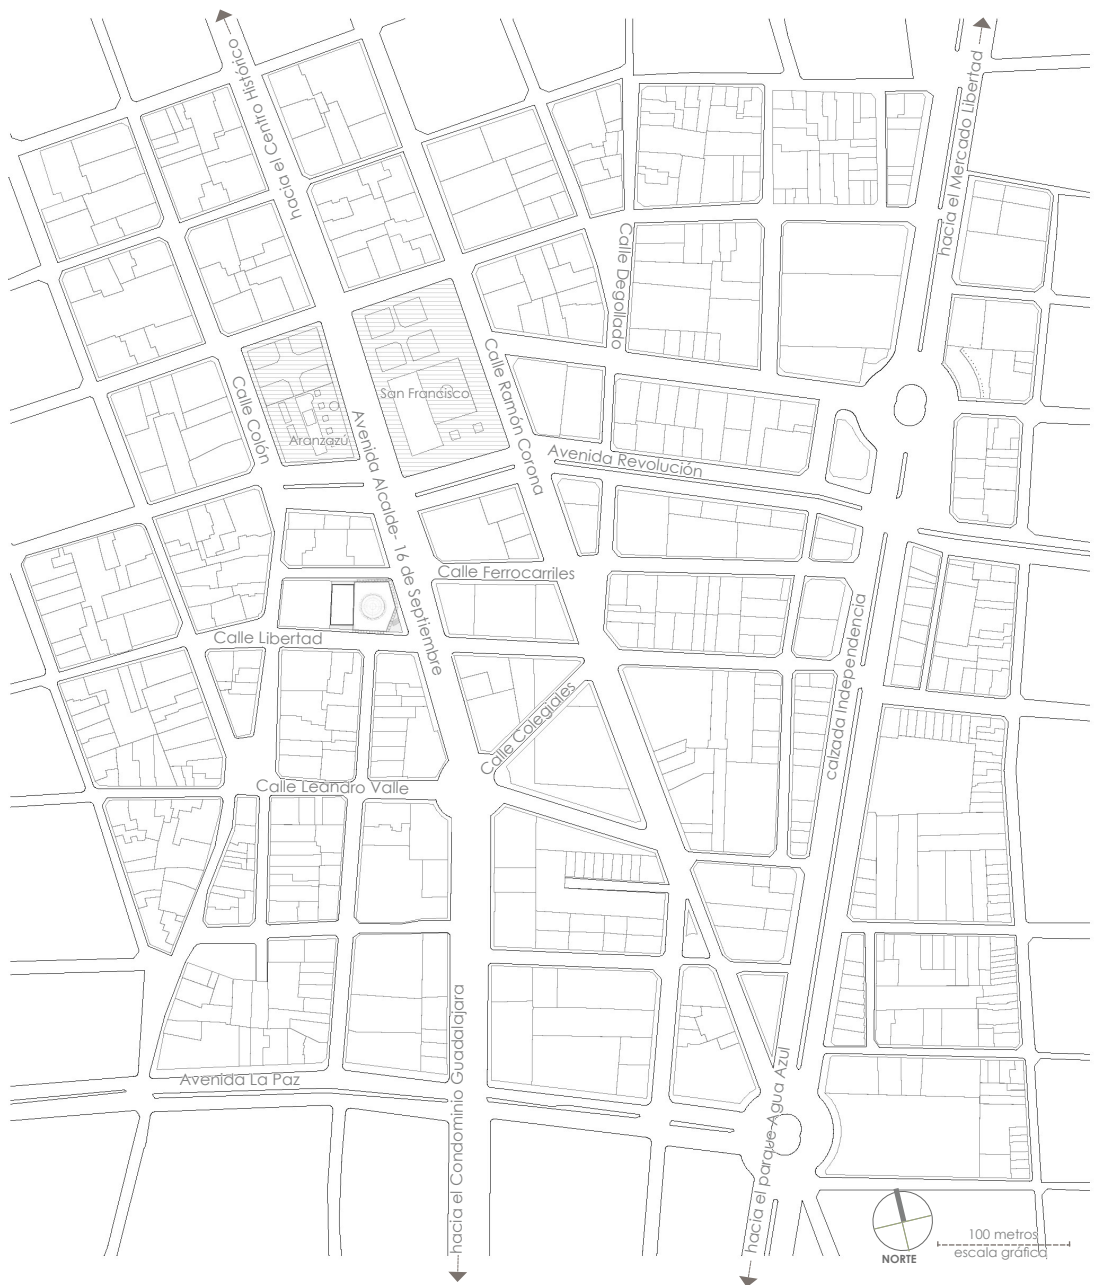 hacia el Centro Histórico
hacia el Mercado Libertad
Calle Degollado
Calle Ramón Corona
San Francisco
Calle Colón
Aranzazú
Avenida Alcalde- 16 de Septiembre
Avenida Revolución
Calle Ferrocarriles
calzada Independencia
Calle Libertad
Calle Colegiales
Calle Leandro Valle
hacia el Condominio Guadalajara
hacia el parque Agua Azul
Avenida La Paz
NORTE
100 metros
escala gráfica